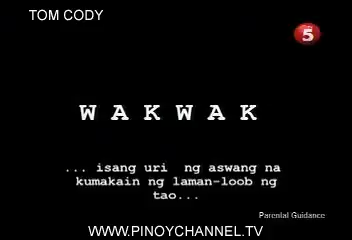 TOM CODY
5
W A K W A K
... isang uri ng aswang na
kumakain ng laman-loob ng
tao...
Parental Guidance
WWW.PINOYCHANNEL.TV